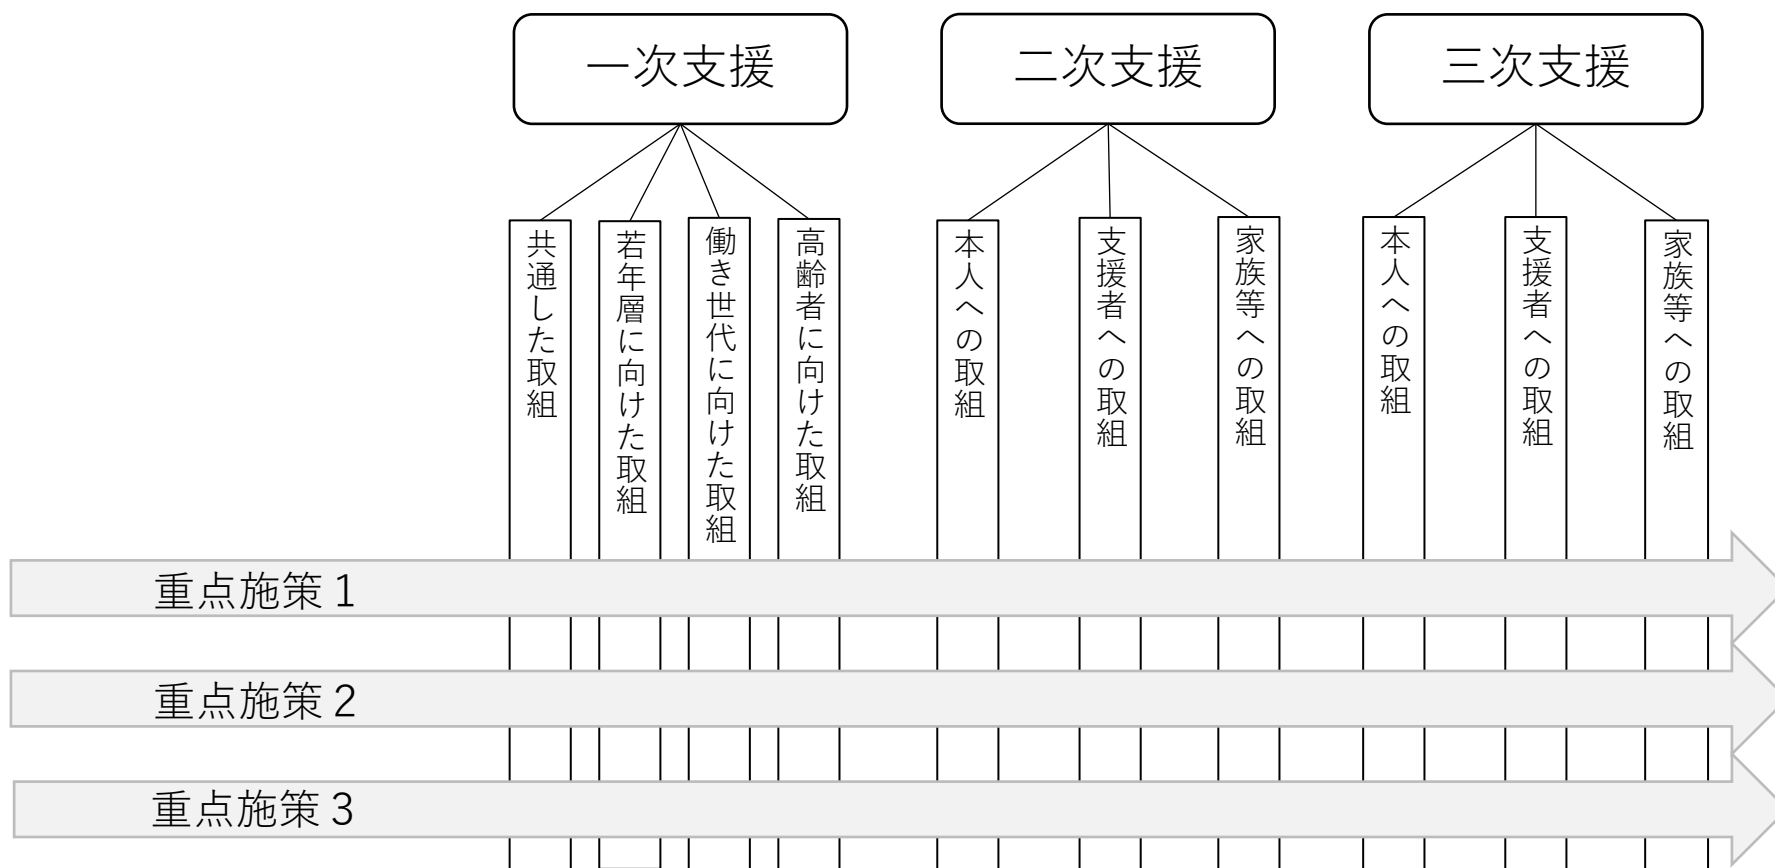 一次支援
二次支援
三次支援
共通した取組
若年層に向けた取組
働き世代に向けた取組
高齢者に向けた取組
本人への取組
支援者への取組
家族等への取組
本人への取組
支援者への取組
家族等への取組
重点施策１
重点施策２
重点施策３